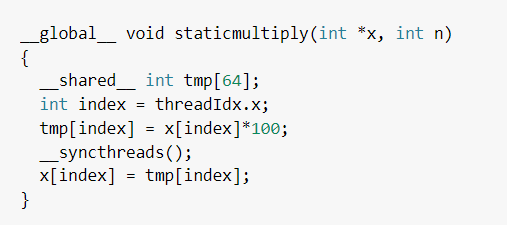 __global__ void staticmultiply(int *x, int n)
{
  __shared__ int tmp[64];
  int index = threadIdx.x;
  tmp[index] = x[index]*100;
  __syncthreads();
  x[index] = tmp[index];
}